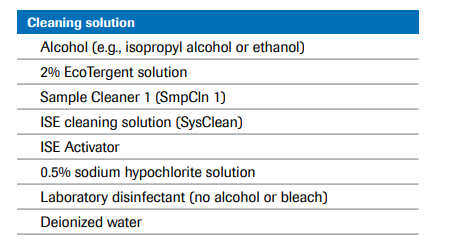 Cleaning solution
Alcohol (e.g., isopropyl alcohol or ethanol)
2% EcoTergent solution
Sample Cleaner 1 (SmpCln 1)
ISE cleaning solution (SysClean)
ISE Activator
0.5% sodium hypochlorite solution
Laboratory disinfectant (no alcohol or bleach)
Deionized water